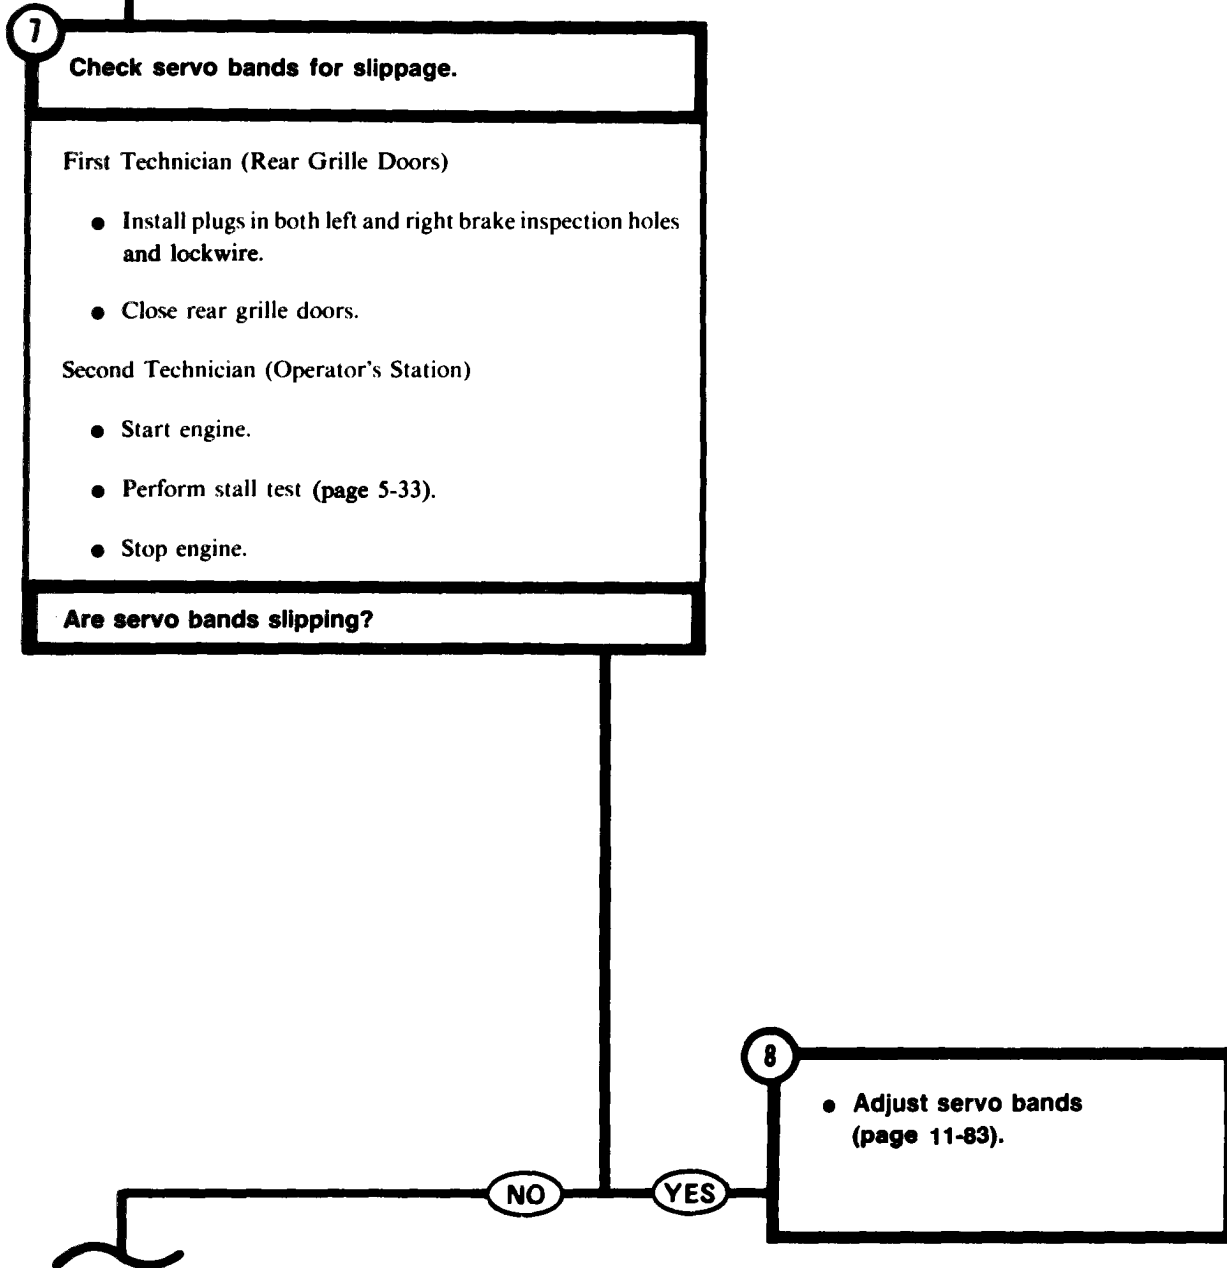 7
Check servo bands for slippage.
First Technician (Rear Grille Doors)
● Install plugs in both left and right brake inspection holes
and lockwire.
● Close rear grille doors.
Second Technician (Operator's Station)
● Start engine.
● Perform stall test (page 5-33).
● Stop engine.
Are servo bands slipping?
8
● Adjust servo bands
(page 11-83).
NO
YES